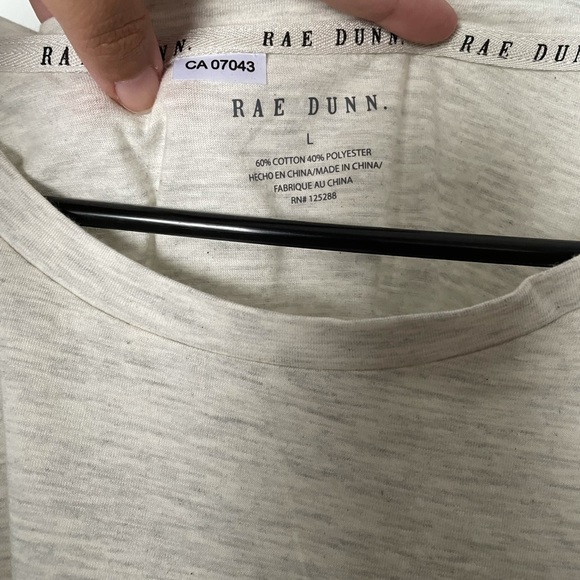 RAE DUNN. RAE DUNN. RAE DUN
CA 07043
RAE DUNN.
L
60% COTTON 40% POLYESTER
HECHO EN CHINA/MADE IN CHINA/
FABRIQUE AU CHINA
RN# 125288